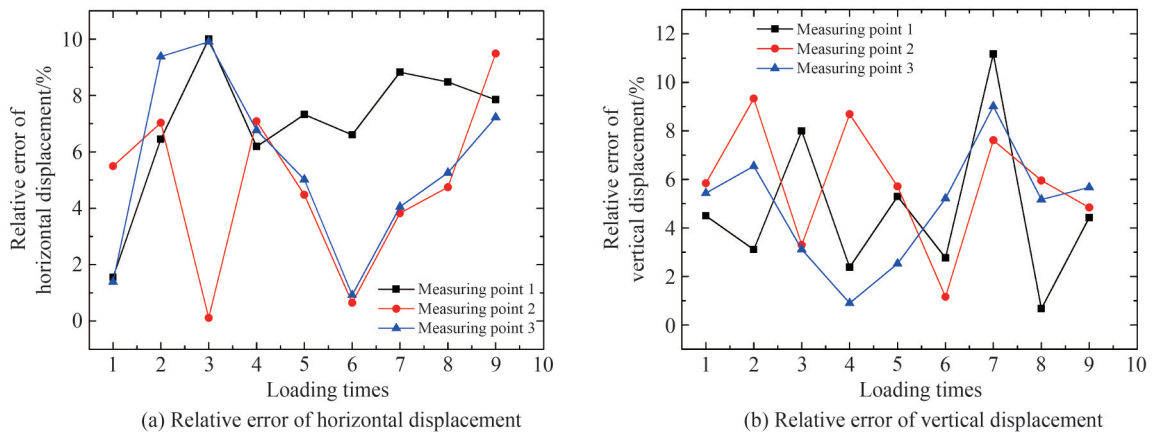 Relative error of
horizontal displacement/%
10
8
6
4
2
0
Measuring point 1
Measuring point 2
Measuring point 3
1 2 3 4 5 6 7 8 9 10
Loading times
(a) Relative error of horizontal displacement
Relative error of
vertical displacement/%
12
10
8
6
4
2
0
Measuring point 1
Measuring point 2
Measuring point 3
1 2 3 4 5 6 7 8 9 10
Loading times
(b) Relative error of vertical displacement